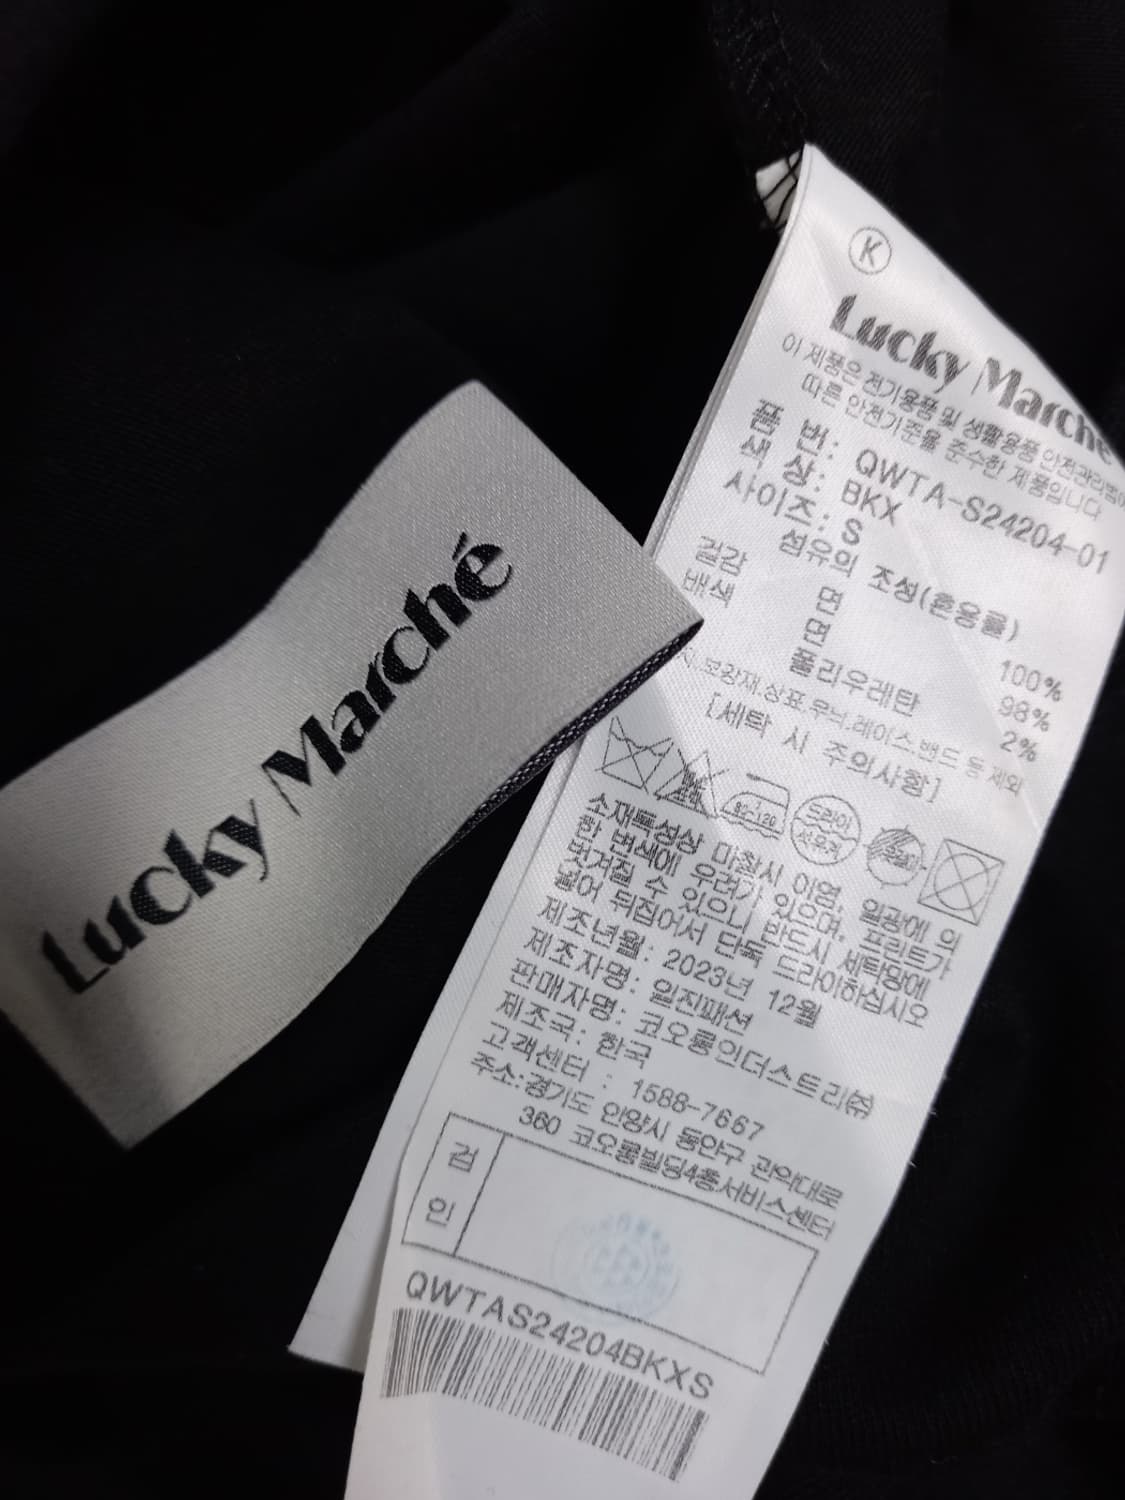 Lucky Marché
K
Lucky Marché
이 제품은 전기용품 및 생활용품 안전관리법에
따른 안전기준을 준수한 제품입니다
품 번: QWTA-S24204-01
색 상: BKX
사이즈: S
섬유의 조성(혼용률)
겉감 면 100%
배색 면 98%
폴리우레탄 2%
보강재.상표.무늬.레이스.밴드 등 제외
[세탁 시 주의사항]
80-120
드라이
석유계
소재특성상 마찰시 이염, 일광에 의
한 변색에 우려가 있으며, 프린트가
벗겨질 수 있으니 반드시 세탁망에
넣어 뒤집어서 단독 드라이하십시오
제조년월: 2023년 12월
제조자명: 일진패션
판매자명: 코오롱인더스트리㈜
제조국: 한국
고객센터 : 1588-7667
주소:경기도 안양시 동안구 관악대로
360 코오롱빌딩4층서비스센터
검
인
QWTAS24204BKXS